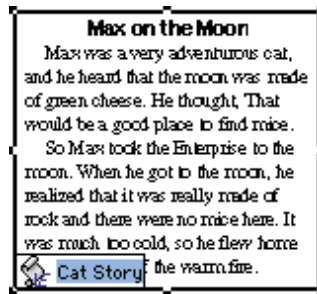 Max on the Moon
Max was a very adventurous cat,
and he heard that the moon was made
of green cheese. He thought, That
would be a good place to find mice.
So Max took the Enterprise to the
moon. When he got to the moon, he
realized that it was really made of
rock and there were no mice here. It
was much too cold, so he flew home
Cat Story the warm fire.